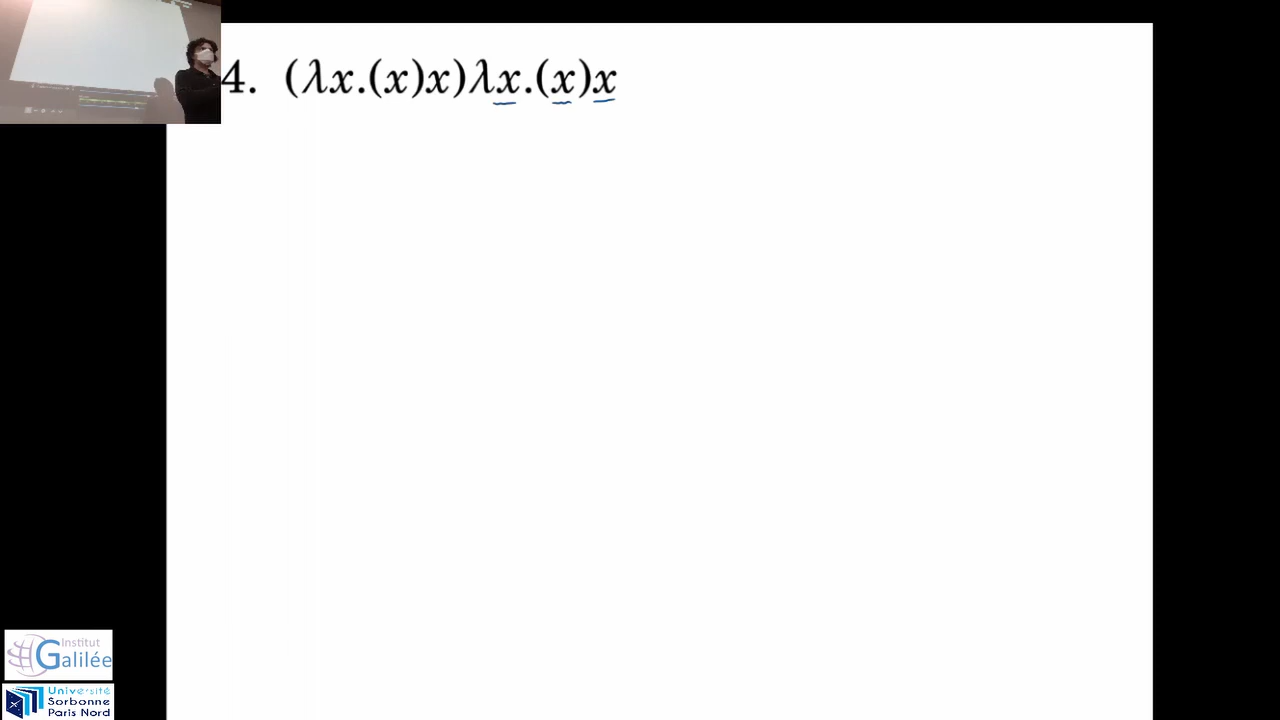 4. (λx.(x)x)λx.(x)x
Institut
Galilée
Université
Sorbonne
Paris Nord